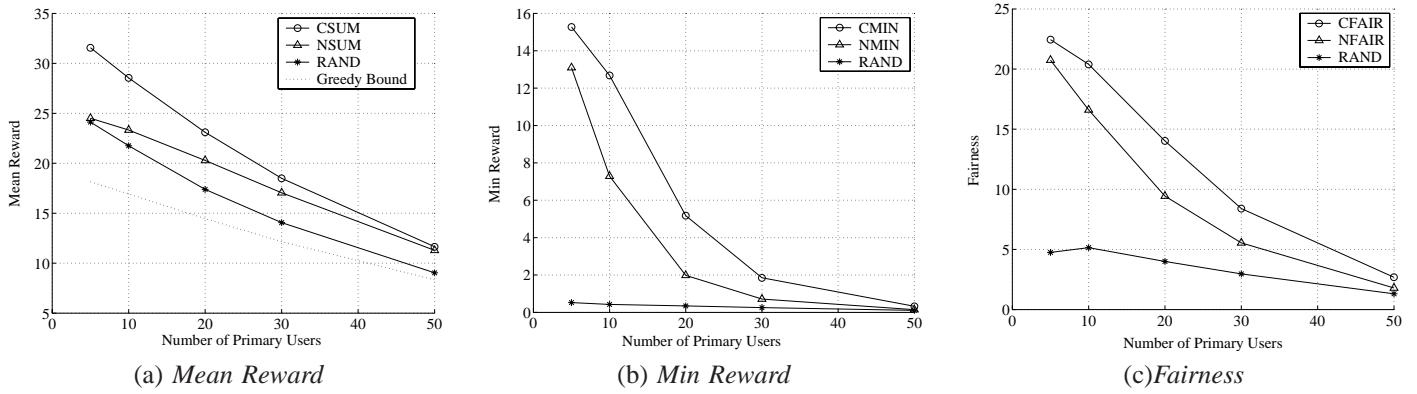 35
30
25
20
15
10
5
0 10 20 30 40 50
Mean Reward
Number of Primary Users
CSUM
NSUM
RAND
Greedy Bound
(a) Mean Reward
16
14
12
10
8
6
4
2
0
0 10 20 30 40 50
Min Reward
Number of Primary Users
CMIN
NMIN
RAND
(b) Min Reward
25
20
15
10
5
0
0 10 20 30 40 50
Fairness
Number of Primary Users
CFAIR
NFAIR
RAND
(c)Fairness